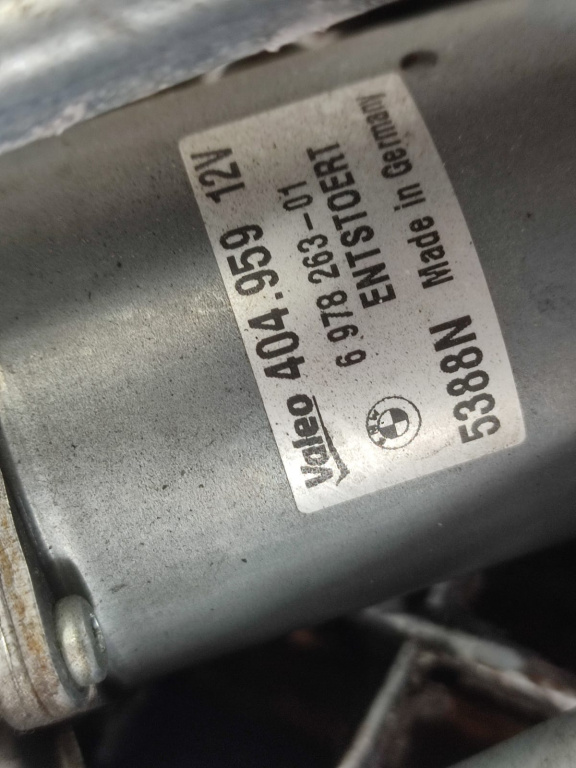 Valeo 404.959 12V
6 978 263-01
ENTSTOERT
5388N Made in Germany